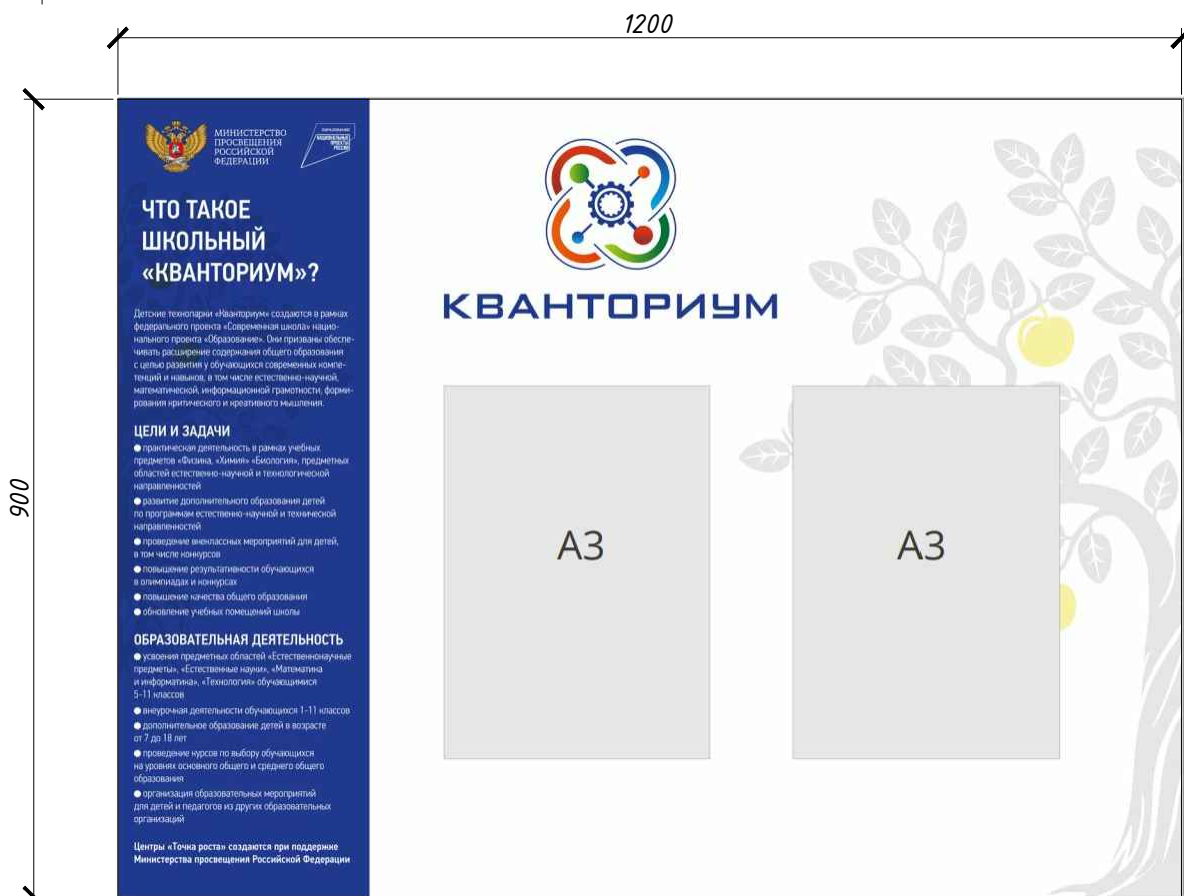 1200
900
МИНИСТЕРСТВО
ПРОСВЕЩЕНИЯ
РОССИЙСКОЙ
ФЕДЕРАЦИИ
ОБРАЗОВАНИЕ
НАЦИОНАЛЬНЫЕ
ПРОЕКТЫ
РОССИИ
ЧТО ТАКОЕ
ШКОЛЬНЫЙ
«КВАНТОРИУМ»?
Детские технопарки «Кванториум» создаются в рамках
федерального проекта «Современная школа» нацио-
нального проекта «Образование». Они призваны обеспе-
чивать расширение содержания общего образования
с целью развития у обучающихся современных компе-
тенций и навыков, в том числе естественно-научной,
математической, информационной грамотности, форми-
рования критического и креативного мышления.
ЦЕЛИ И ЗАДАЧИ
● практическая деятельность в рамках учебных
предметов «Физика, «Химия» «Биология», предметных
областей естественно-научной и технологической
направленностей
● развитие дополнительного образования детей
по программам естественно-научной и технической
направленностей
● проведение внеклассных мероприятий для детей,
в том числе конкурсов
● повышение результативности обучающихся
в олимпиадах и конкурсах
● повышение качества общего образования
● обновление учебных помещений школы
ОБРАЗОВАТЕЛЬНАЯ ДЕЯТЕЛЬНОСТЬ
● усвоения предметных областей «Естественнонаучные
предметы», «Естественные науки», «Математика
и информатика», «Технология» обучающимися
5-11 классов
● внеурочная деятельности обучающихся 1-11 классов
● дополнительное образование детей в возрасте
от 7 до 18 лет
● проведение курсов по выбору обучающихся
на уровнях основного общего и среднего общего
образования
● организация образовательных мероприятий
для детей и педагогов из других образовательных
организаций
Центры «Точка роста» создаются при поддержке
Министерства просвещения Российской Федерации
КВАНТОРИУМ
А3
А3